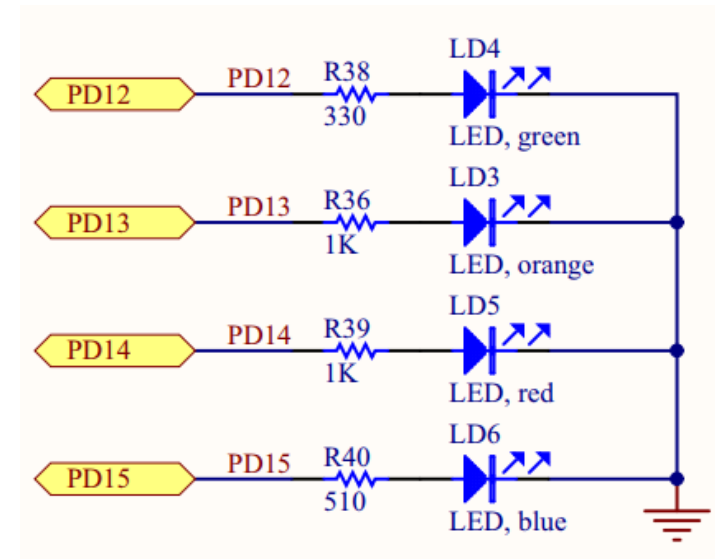 LD4
PD12 PD12 R38
330
LED, green
LD3
PD13 PD13 R36
1K
LED, orange
LD5
PD14 PD14 R39
1K
LED, red
LD6
PD15 PD15 R40
510
LED, blue